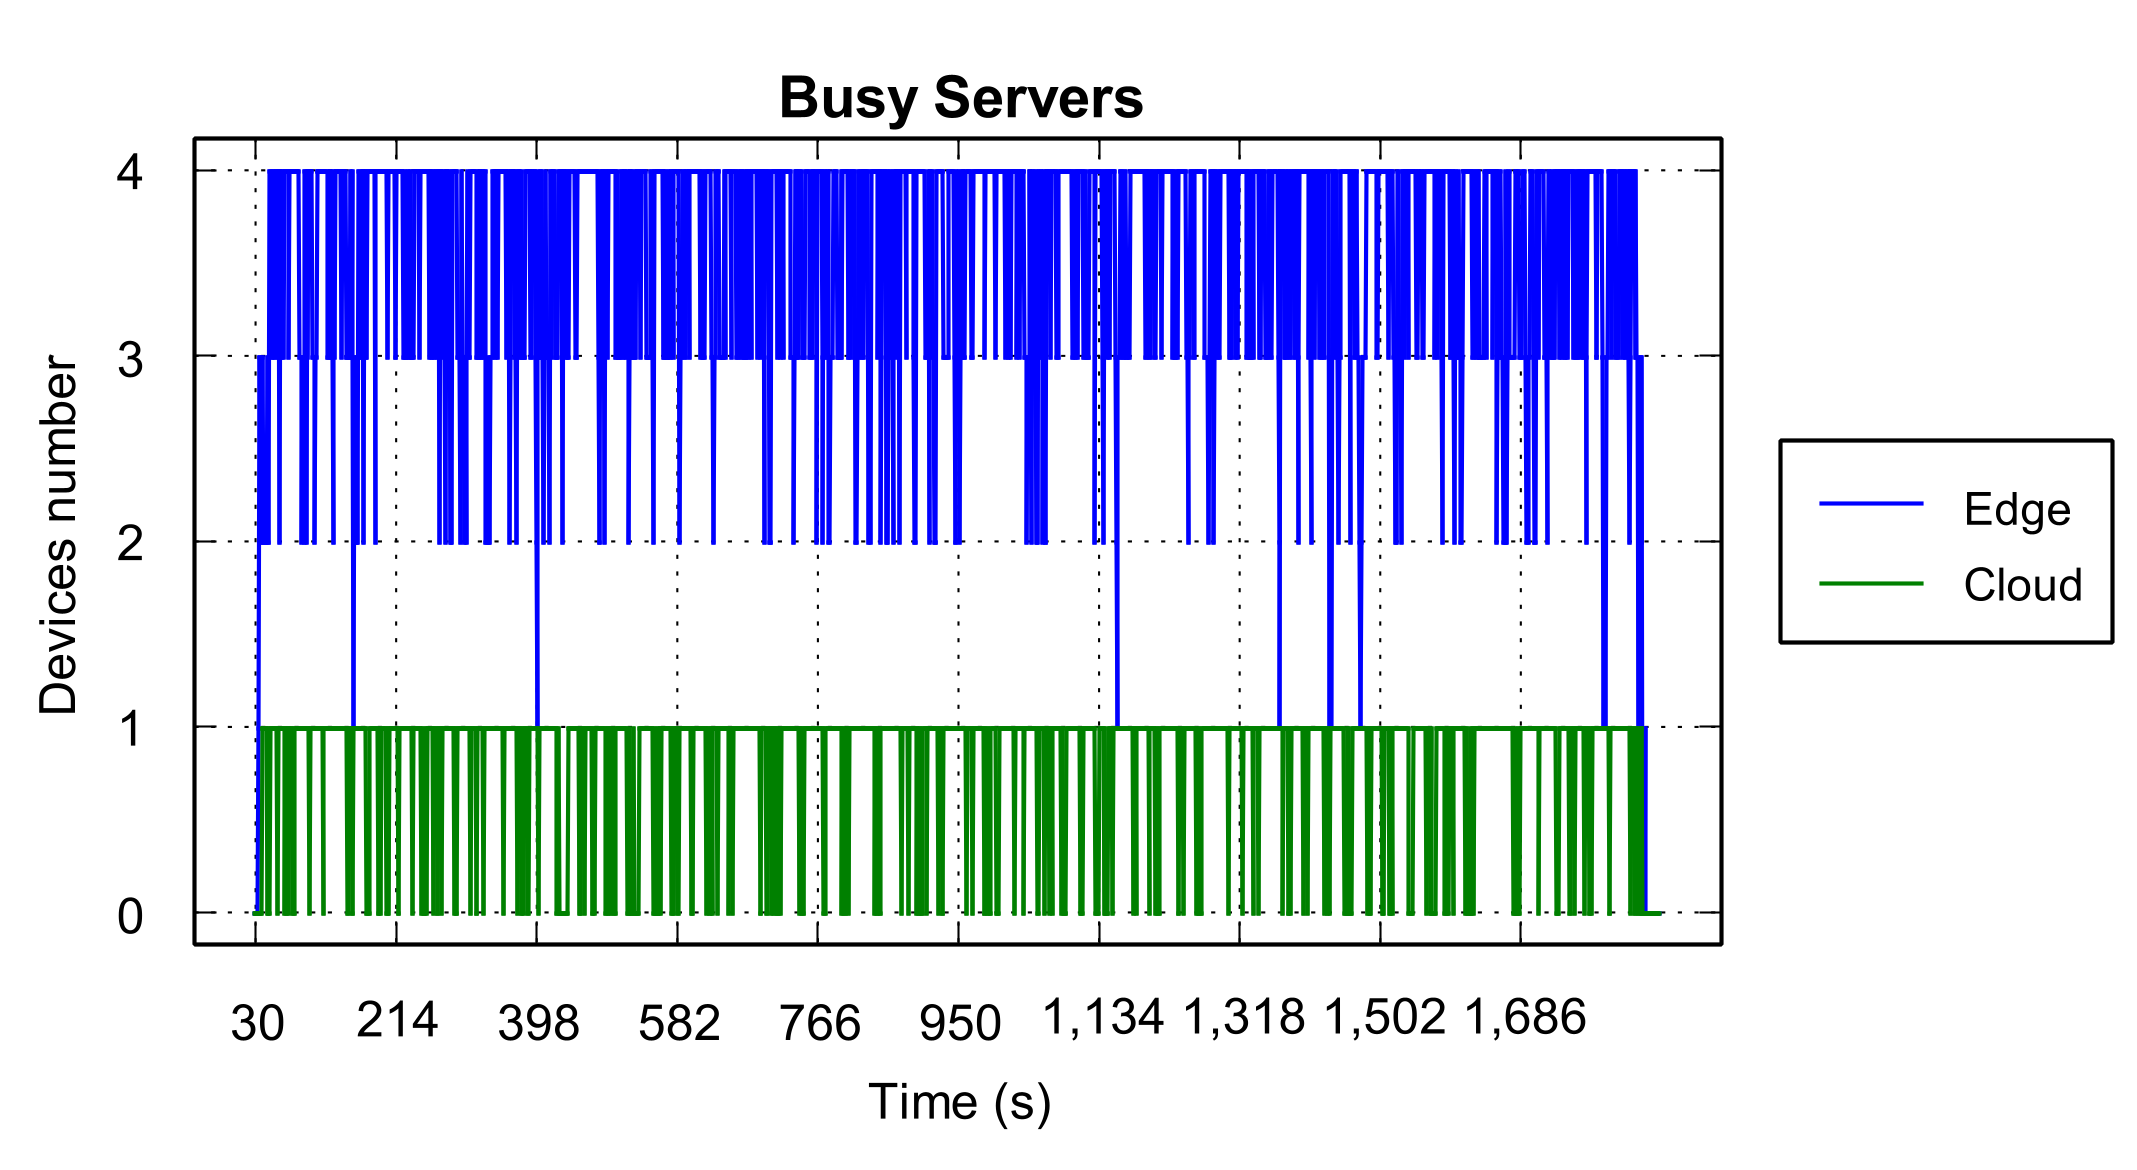 Busy Servers
4
3
2
1
0
Devices number
30 214 398 582 766 950 1,134 1,318 1,502 1,686
Time (s)
Edge
Cloud